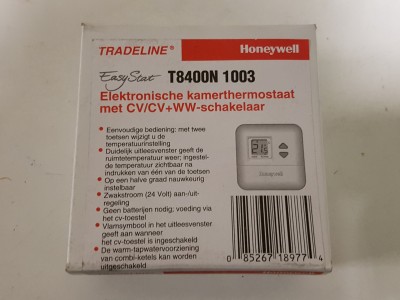 TRADELINE® Honeywell
EasyStat T8400N 1003
Elektronische kamerthermostaat
met CV/CV+WW-schakelaar
• Eenvoudige bediening: met twee
toetsen wijzigt u de
temperatuurinstelling
• Duidelijk uitleesvenster geeft de
ruimtetemperatuur weer; ingestel-
de temperatuur zichtbaar na
indrukken van één van de toetsen
• Op een halve graad nauwkeurig
instelbaar
• Zwakstroom (24 Volt) aan-/uit-
regeling
• Geen batterijen nodig; voeding via
het cv-toestel
• Vlamsymbool in het uitleesvenster
geeft aan wanneer
het cv-toestel is ingeschakeld
• De warm-tapwatervoorziening
van combi-ketels kan worden
uitgeschakeld
Honeywell
0 85267 18977 4